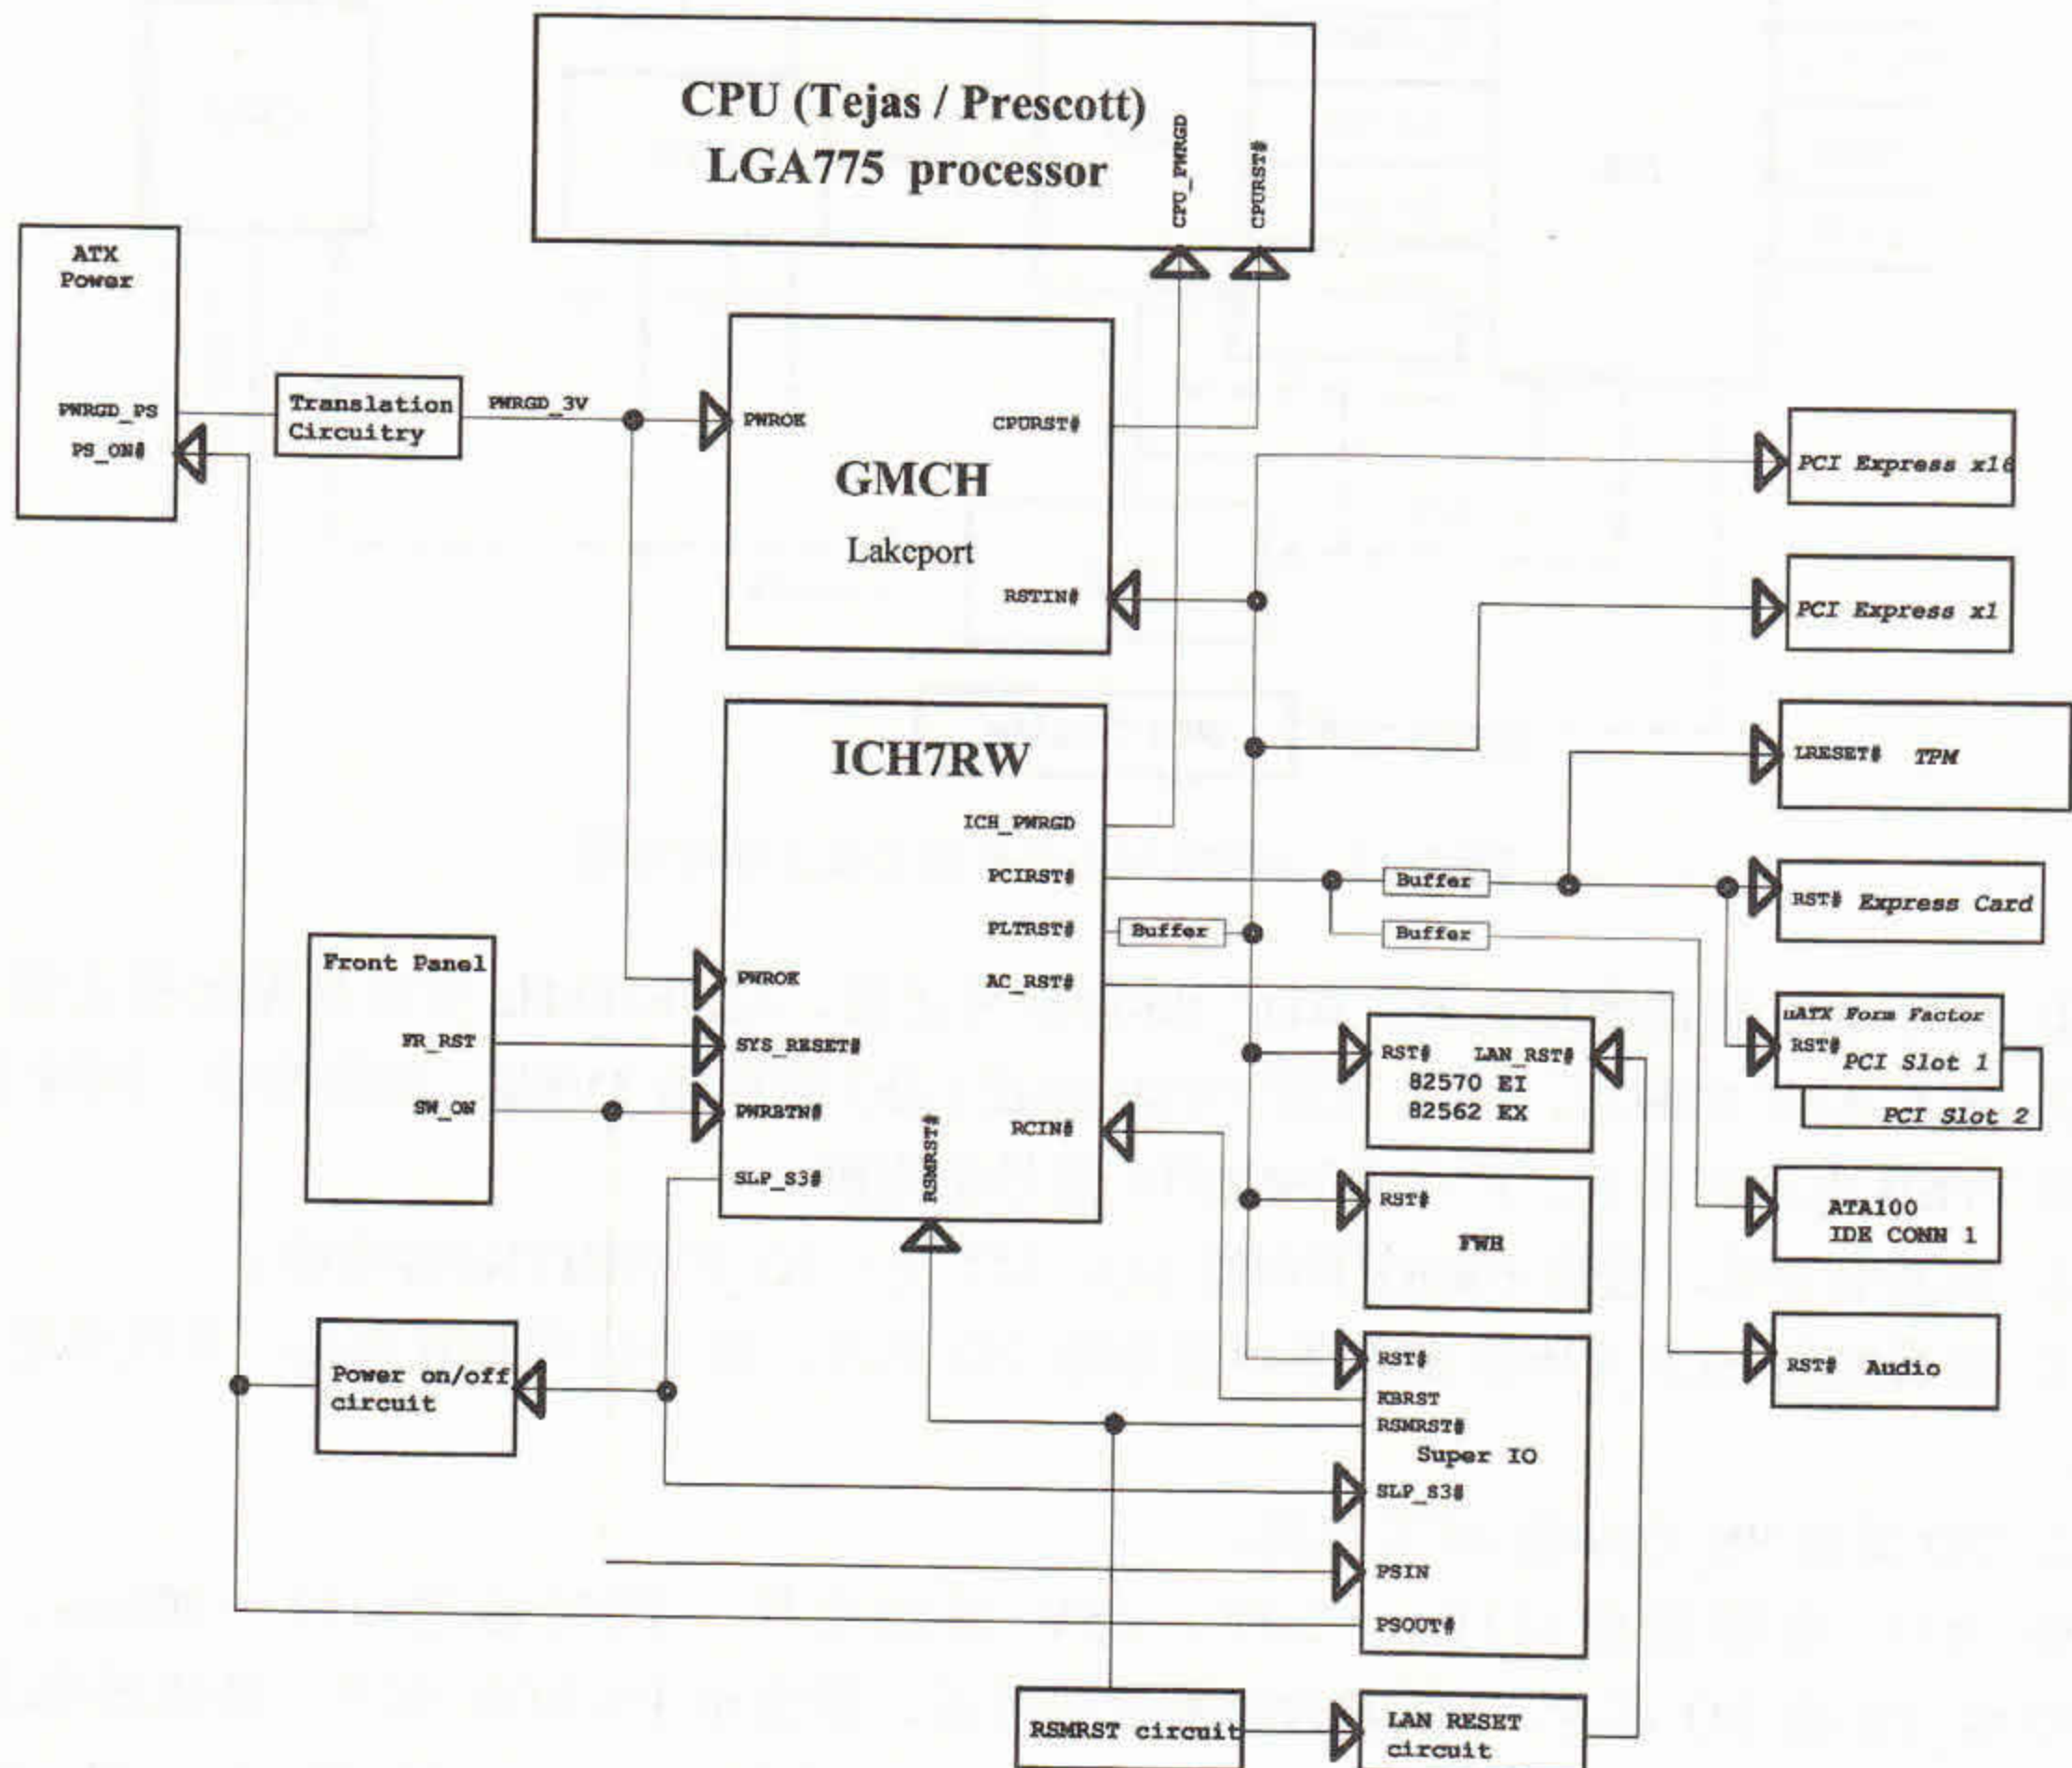 CPU (Tejas / Prescott)
LGA775 processor
CPU_PWRGD
CPURST#
ATX
Power
PWRGD_PS
PS_ON#
Translation
Circuitry
PWRGD_3V
PWROK
CPURST#
GMCH
Lakeport
RSTIN#
PCI Express x16
PCI Express x1
LRESET# TPM
ICH7RW
ICH_PWRGD
PCIRST#
Buffer
RST# Express Card
PLTRST#
Buffer
Buffer
AC_RST#
PWROK
SYS_RESET#
PWRBTN#
SLP_S3#
RSMRST#
RCIN#
Front Panel
FR_RST
SW_ON
RST# LAN_RST#
82570 EI
82562 EX
uATX Form Factor
RST# PCI Slot 1
PCI Slot 2
RST#
FWH
ATA100
IDE CONN 1
RST# Audio
Power on/off
circuit
RST#
KBRST
RSMRST#
Super IO
SLP_S3#
PSIN
PSOUT#
RSMRST circuit
LAN RESET
circuit